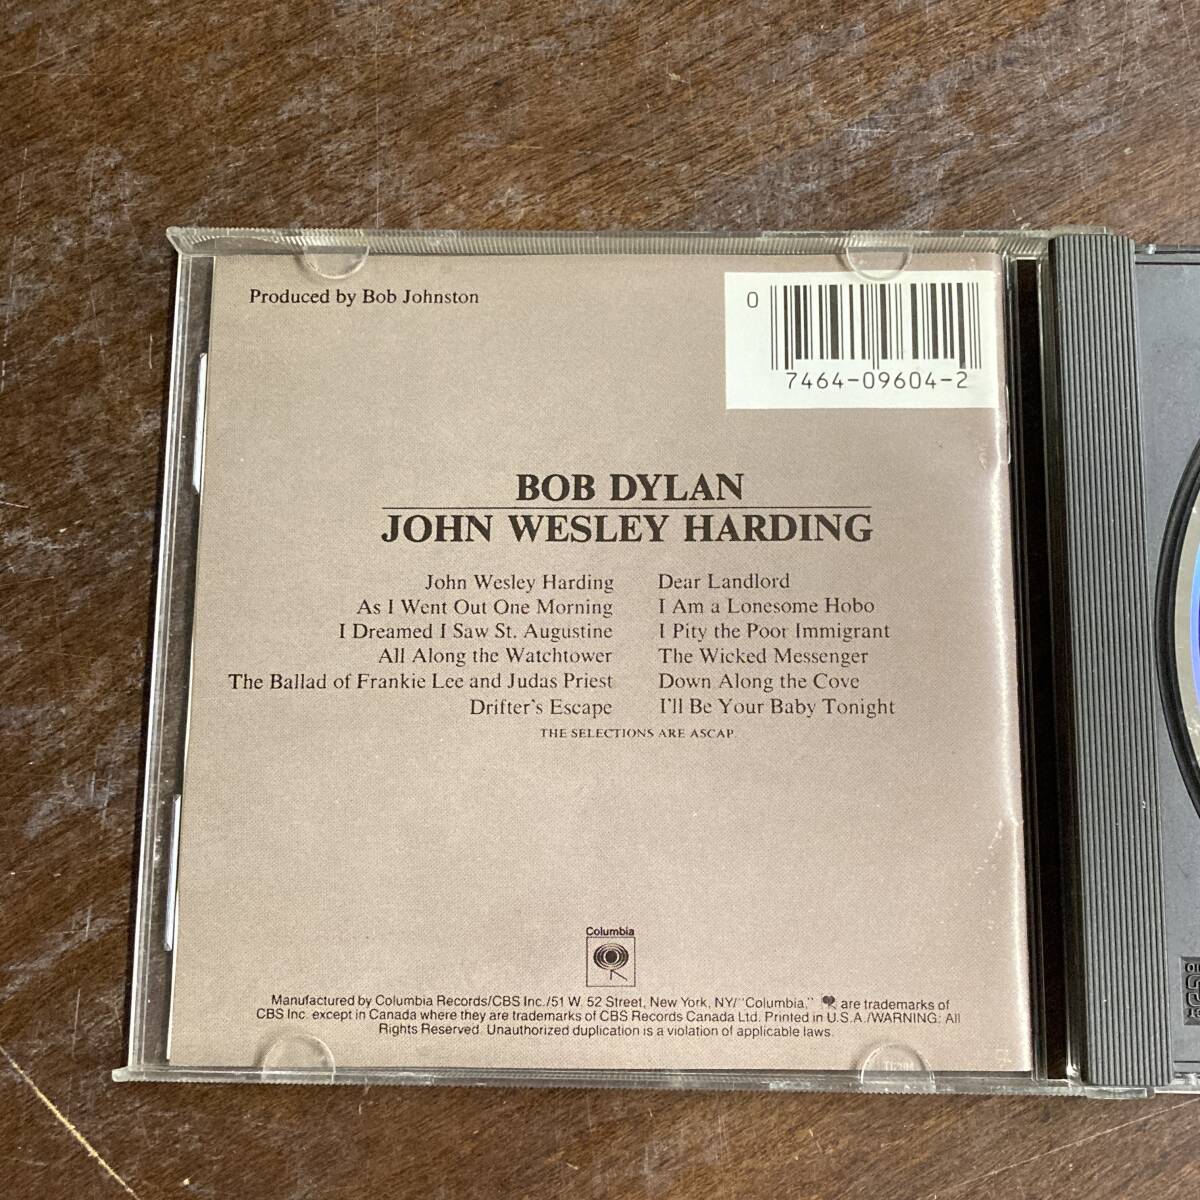 Produced by Bob Johnston
0
7464-09604-2
BOB DYLAN
JOHN WESLEY HARDING
John Wesley Harding
As I Went Out One Morning
I Dreamed I Saw St. Augustine
All Along the Watchtower
The Ballad of Frankie Lee and Judas Priest
Drifter's Escape
Dear Landlord
I Am a Lonesome Hobo
I Pity the Poor Immigrant
The Wicked Messenger
Down Along the Cove
I'll Be Your Baby Tonight
THE SELECTIONS ARE ASCAP.
Columbia
Manufactured by Columbia Records/CBS Inc./51 W. 52 Street, New York, NY/"Columbia," are trademarks of
CBS Inc. except in Canada where they are trademarks of CBS Records Canada Ltd. Printed in U.S.A./WARNING: All
Rights Reserved. Unauthorized duplication is a violation of applicable laws.